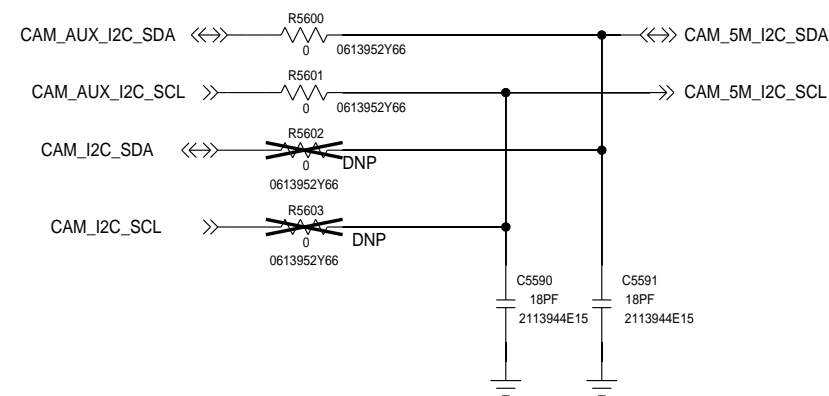 R5600
CAM_AUX_I2C_SDA
CAM_5M_I2C_SDA
0
0613952Y66
R5601
CAM_AUX_I2C_SCL
CAM_5M_I2C_SCL
0
0613952Y66
R5602
CAM_I2C_SDA
DNP
0
0613952Y66
R5603
CAM_I2C_SCL
0
DNP
0613952Y66
C5590
18PF
2113944E15
C5591
18PF
2113944E15